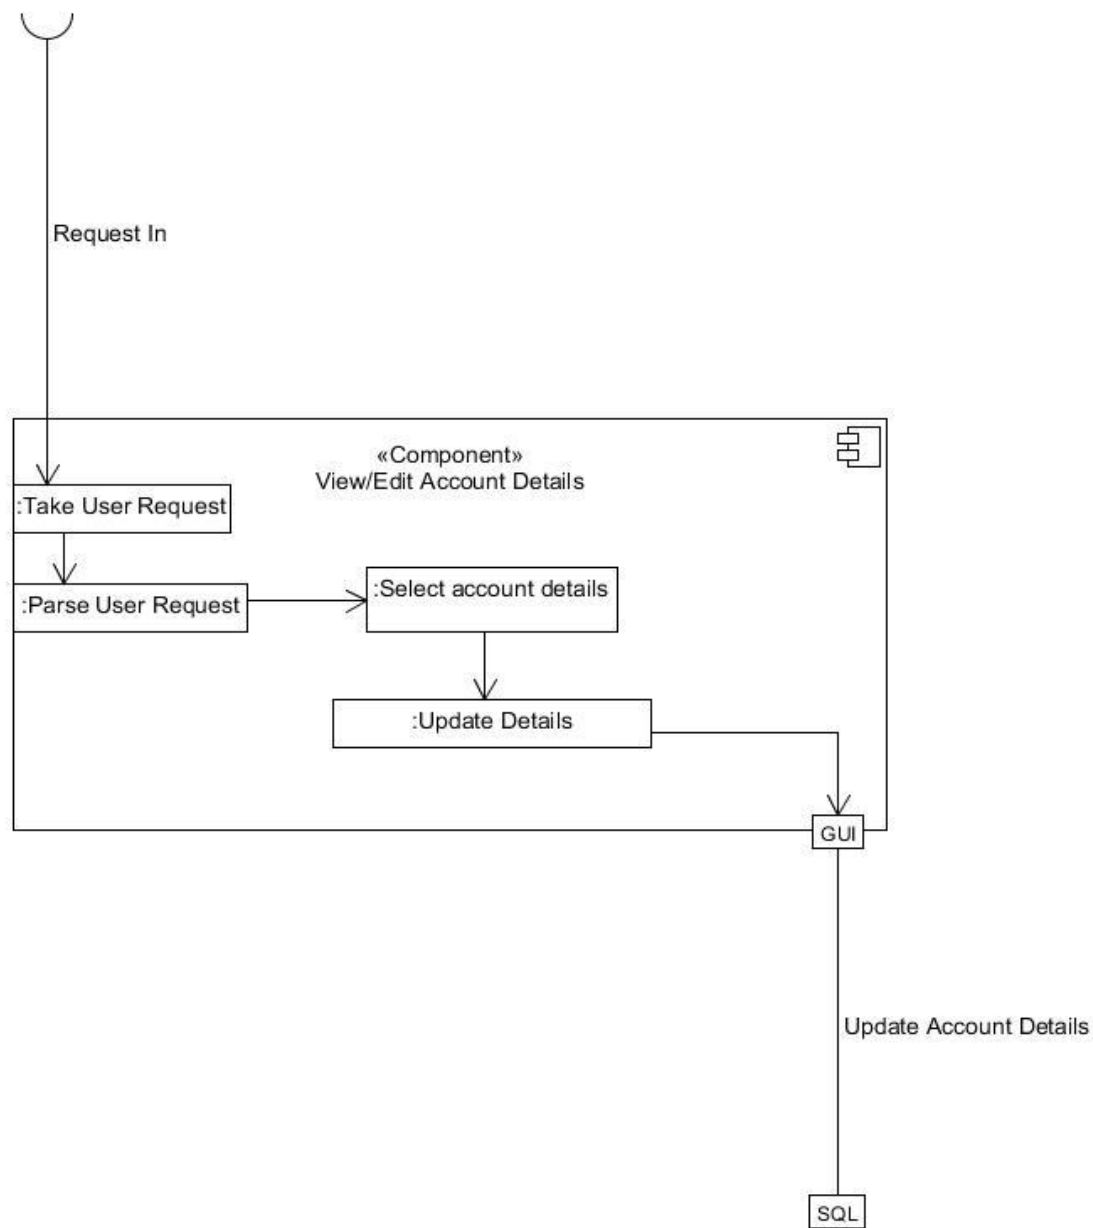 Request In
«Component»
View/Edit Account Details
:Take User Request
:Parse User Request
:Select account details
:Update Details
GUI
Update Account Details
SQL